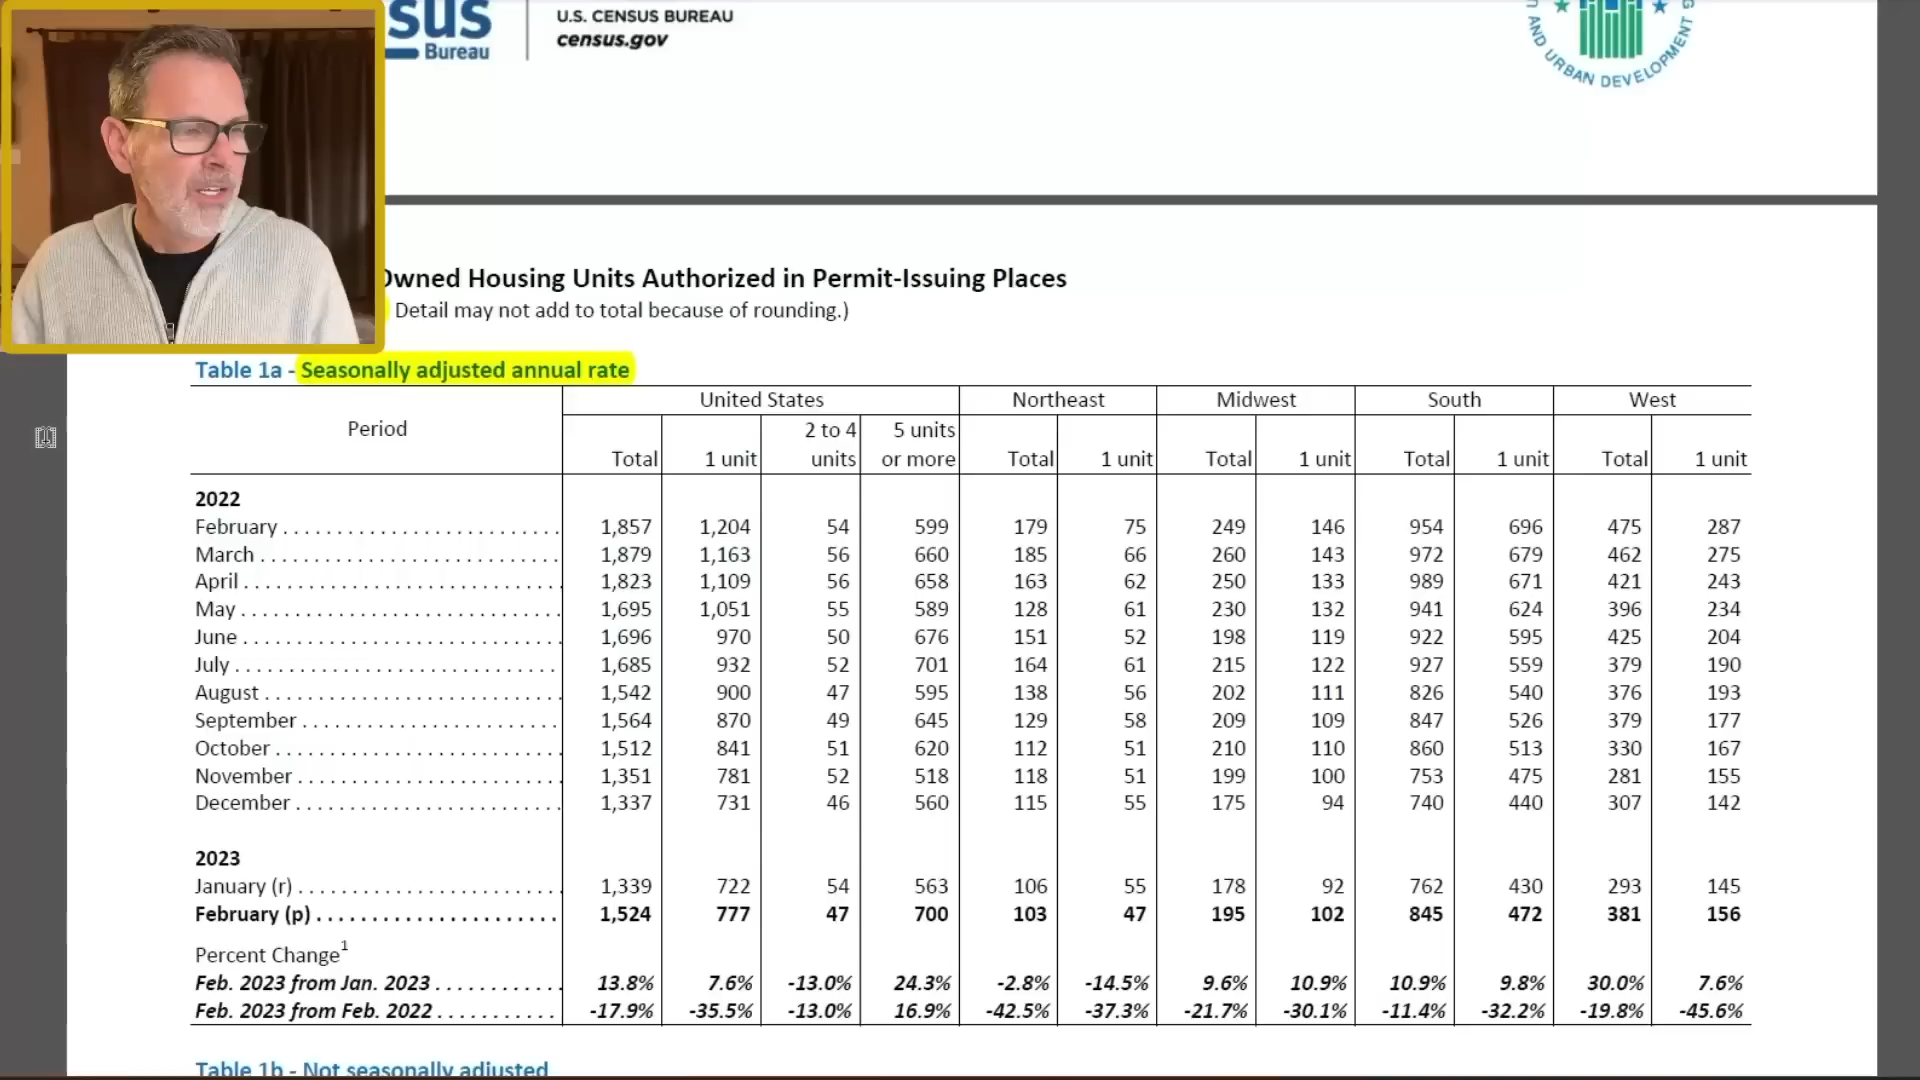 sus
Bureau
U.S. CENSUS BUREAU
census.gov
AND URBAN DEVELOPMENT
Owned Housing Units Authorized in Permit-Issuing Places
Detail may not add to total because of rounding.)
Table 1a - Seasonally adjusted annual rate
Period United States Northeast Midwest South West
Total 1 unit 2 to 4 units 5 units or more Total 1 unit Total 1 unit Total 1 unit Total 1 unit
2022
February 1,857 1,204 54 599 179 75 249 146 954 696 475 287
March 1,879 1,163 56 660 185 66 260 143 972 679 462 275
April 1,823 1,109 56 658 163 62 250 133 989 671 421 243
May 1,695 1,051 55 589 128 61 230 132 941 624 396 234
June 1,696 970 50 676 151 52 198 119 922 595 425 204
July 1,685 932 52 701 164 61 215 122 927 559 379 190
August 1,542 900 47 595 138 56 202 111 826 540 376 193
September 1,564 870 49 645 129 58 209 109 847 526 379 177
October 1,512 841 51 620 112 51 210 110 860 513 330 167
November 1,351 781 52 518 118 51 199 100 753 475 281 155
December 1,337 731 46 560 115 55 175 94 740 440 307 142
2023
January (r) 1,339 722 54 563 106 55 178 92 762 430 293 145
February (p) 1,524 777 47 700 103 47 195 102 845 472 381 156
Percent Change1
Feb. 2023 from Jan. 2023 13.8% 7.6% -13.0% 24.3% -2.8% -14.5% 9.6% 10.9% 10.9% 9.8% 30.0% 7.6%
Feb. 2023 from Feb. 2022 -17.9% -35.5% -13.0% 16.9% -42.5% -37.3% -21.7% -30.1% -11.4% -32.2% -19.8% -45.6%
Table 1b - Not seasonally adjusted